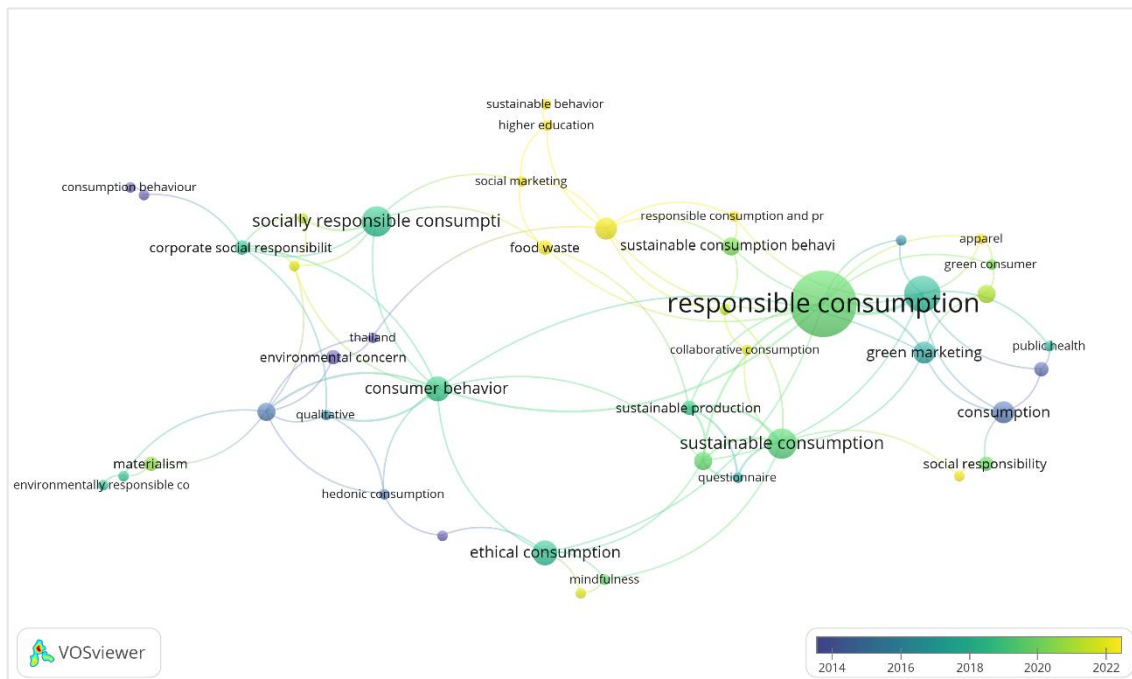 sustainable behavior
higher education
social marketing
consumption behaviour
socially responsible consumpti
responsible consumption and pr
corporate social responsibilit
food waste
sustainable consumption behavi
apparel
green consumer
responsible consumption
thailand
environmental concern
collaborative consumption
green marketing
public health
consumer behavior
qualitative
sustainable production
consumption
sustainable consumption
materialism
social responsibility
environmentally responsible co
questionnaire
hedonic consumption
ethical consumption
mindfulness
VOSviewer
2014 2016 2018 2020 2022